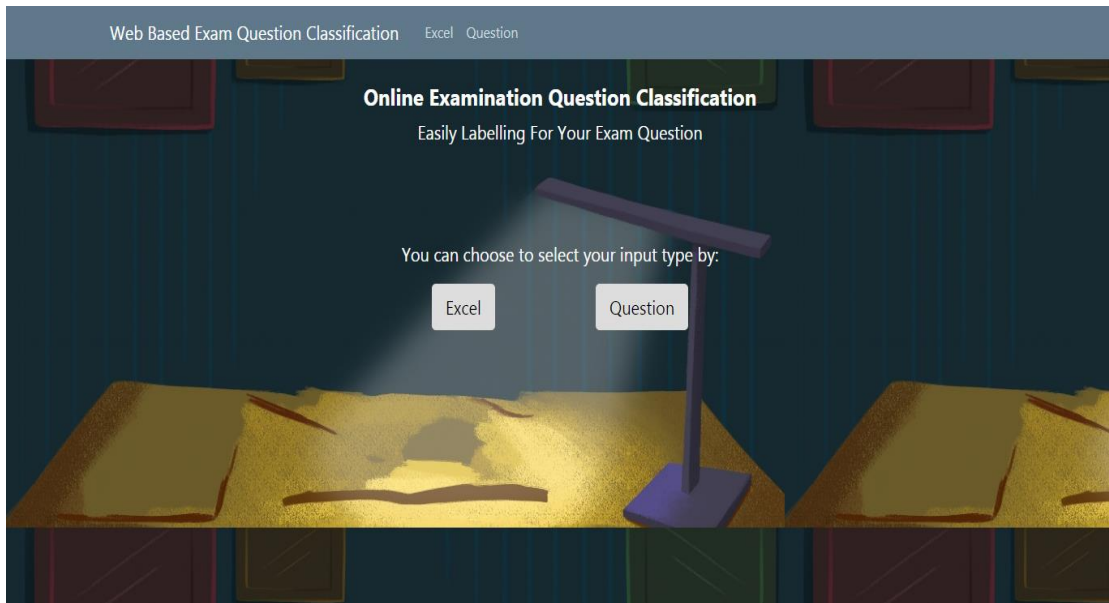 Web Based Exam Question Classification Excel Question
Online Examination Question Classification
Easily Labelling For Your Exam Question
You can choose to select your input type by:
Excel Question